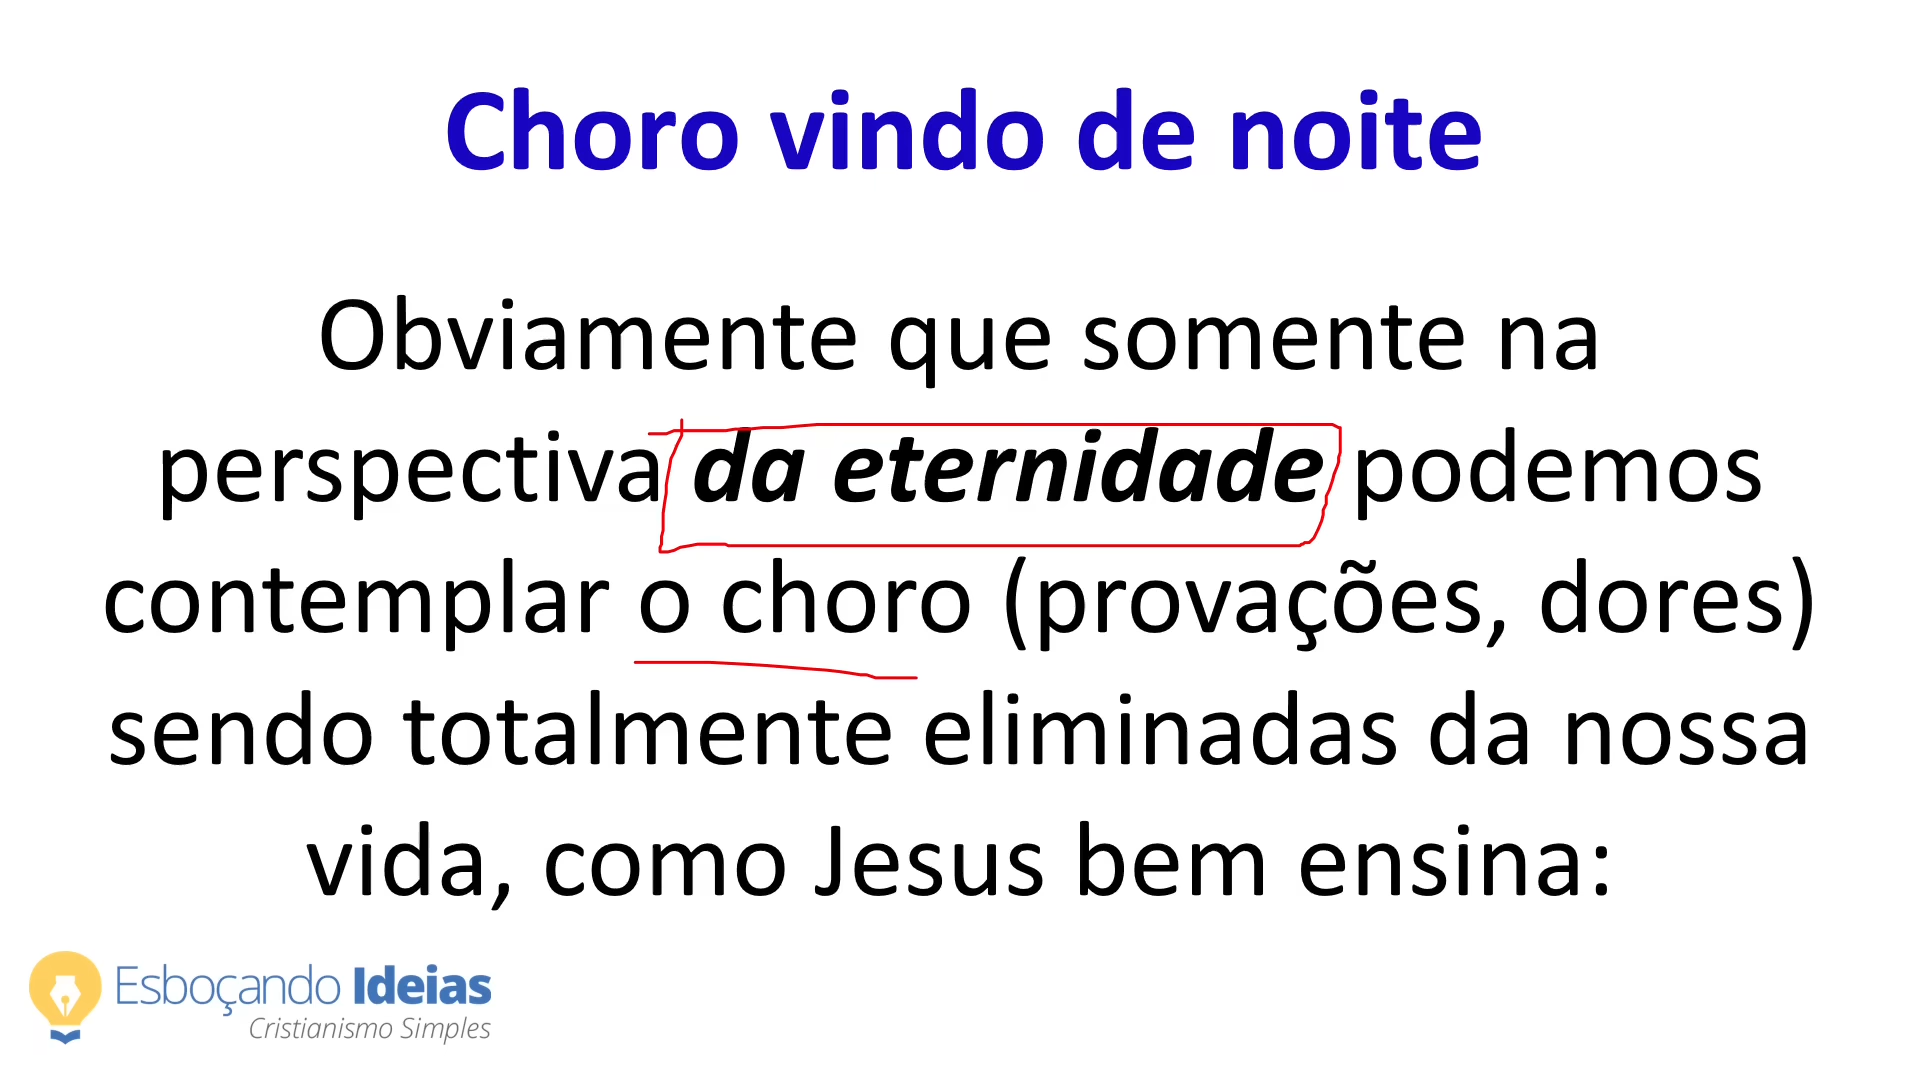 Choro vindo de noite
Obviamente que somente na
perspectiva da eternidade podemos
contemplar o choro (provações, dores)
sendo totalmente eliminadas da nossa
vida, como Jesus bem ensina:
Esboçando Ideias
Cristianismo Simples